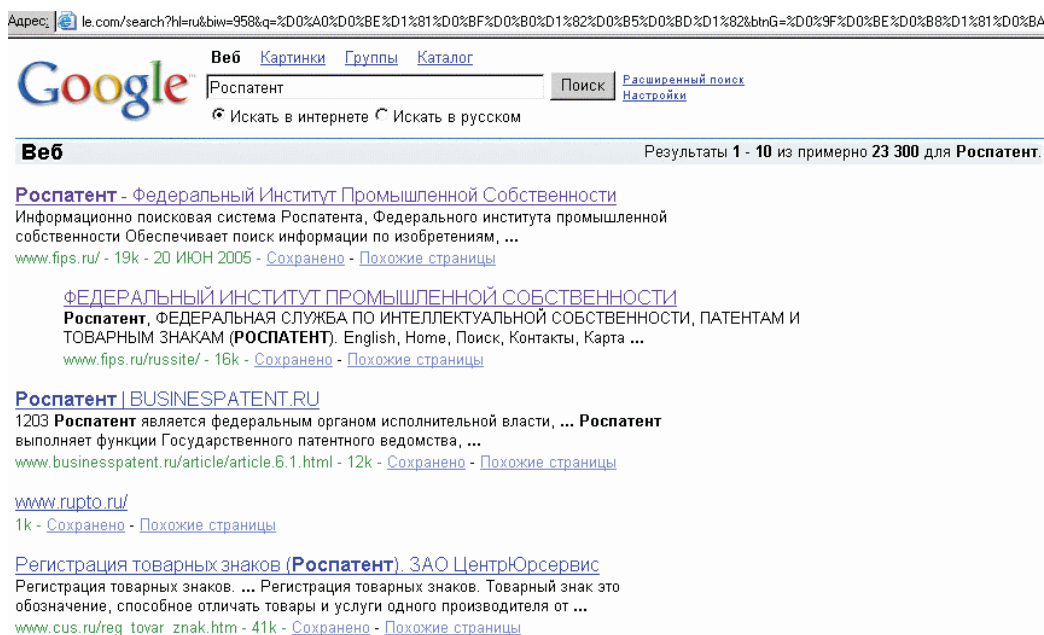 Адрес: le.com/search?hl=ru&biw=958&q=%D0%A0%D0%BE%D1%81%D0%BF%D0%B0%D1%82%D0%B5%D0%BD%D1%82&btnG=%D0%9F%D0%BE%D0%B8%D1%81%D0%BA
Google™
Веб Картинки Группы Каталог
Роспатент Поиск Расширенный поиск
Настройки
Искать в интернете Искать в русском
Веб Результаты 1 - 10 из примерно 23 300 для Роспатент.
Роспатент - Федеральный Институт Промышленной Собственности
Информационно поисковая система Роспатента, Федерального института промышленной
собственности Обеспечивает поиск информации по изобретениям, ...
www.fips.ru/ - 19k - 20 ИЮН 2005 - Сохранено - Похожие страницы
ФЕДЕРАЛЬНЫЙ ИНСТИТУТ ПРОМЫШЛЕННОЙ СОБСТВЕННОСТИ
Роспатент, ФЕДЕРАЛЬНАЯ СЛУЖБА ПО ИНТЕЛЛЕКТУАЛЬНОЙ СОБСТВЕННОСТИ, ПАТЕНТАМ И
ТОВАРНЫМ ЗНАКАМ (РОСПАТЕНТ). English, Home, Поиск, Контакты, Карта ...
www.fips.ru/russite/ - 16k - Сохранено - Похожие страницы
Роспатент | BUSINESPATENT.RU
1203 Роспатент является федеральным органом исполнительной власти, ... Роспатент
выполняет функции Государственного патентного ведомства, ...
www.businesspatent.ru/article/article.6.1.html - 12k - Сохранено - Похожие страницы
www.rupto.ru/
1k - Сохранено - Похожие страницы
Регистрация товарных знаков (Роспатент). ЗАО ЦентрЮрсервис
Регистрация товарных знаков. ... Регистрация товарных знаков. Товарный знак это
обозначение, способное отличать товары и услуги одного производителя от ...
www.cus.ru/reg_tovar_znak.htm - 41k - Сохранено - Похожие страницы